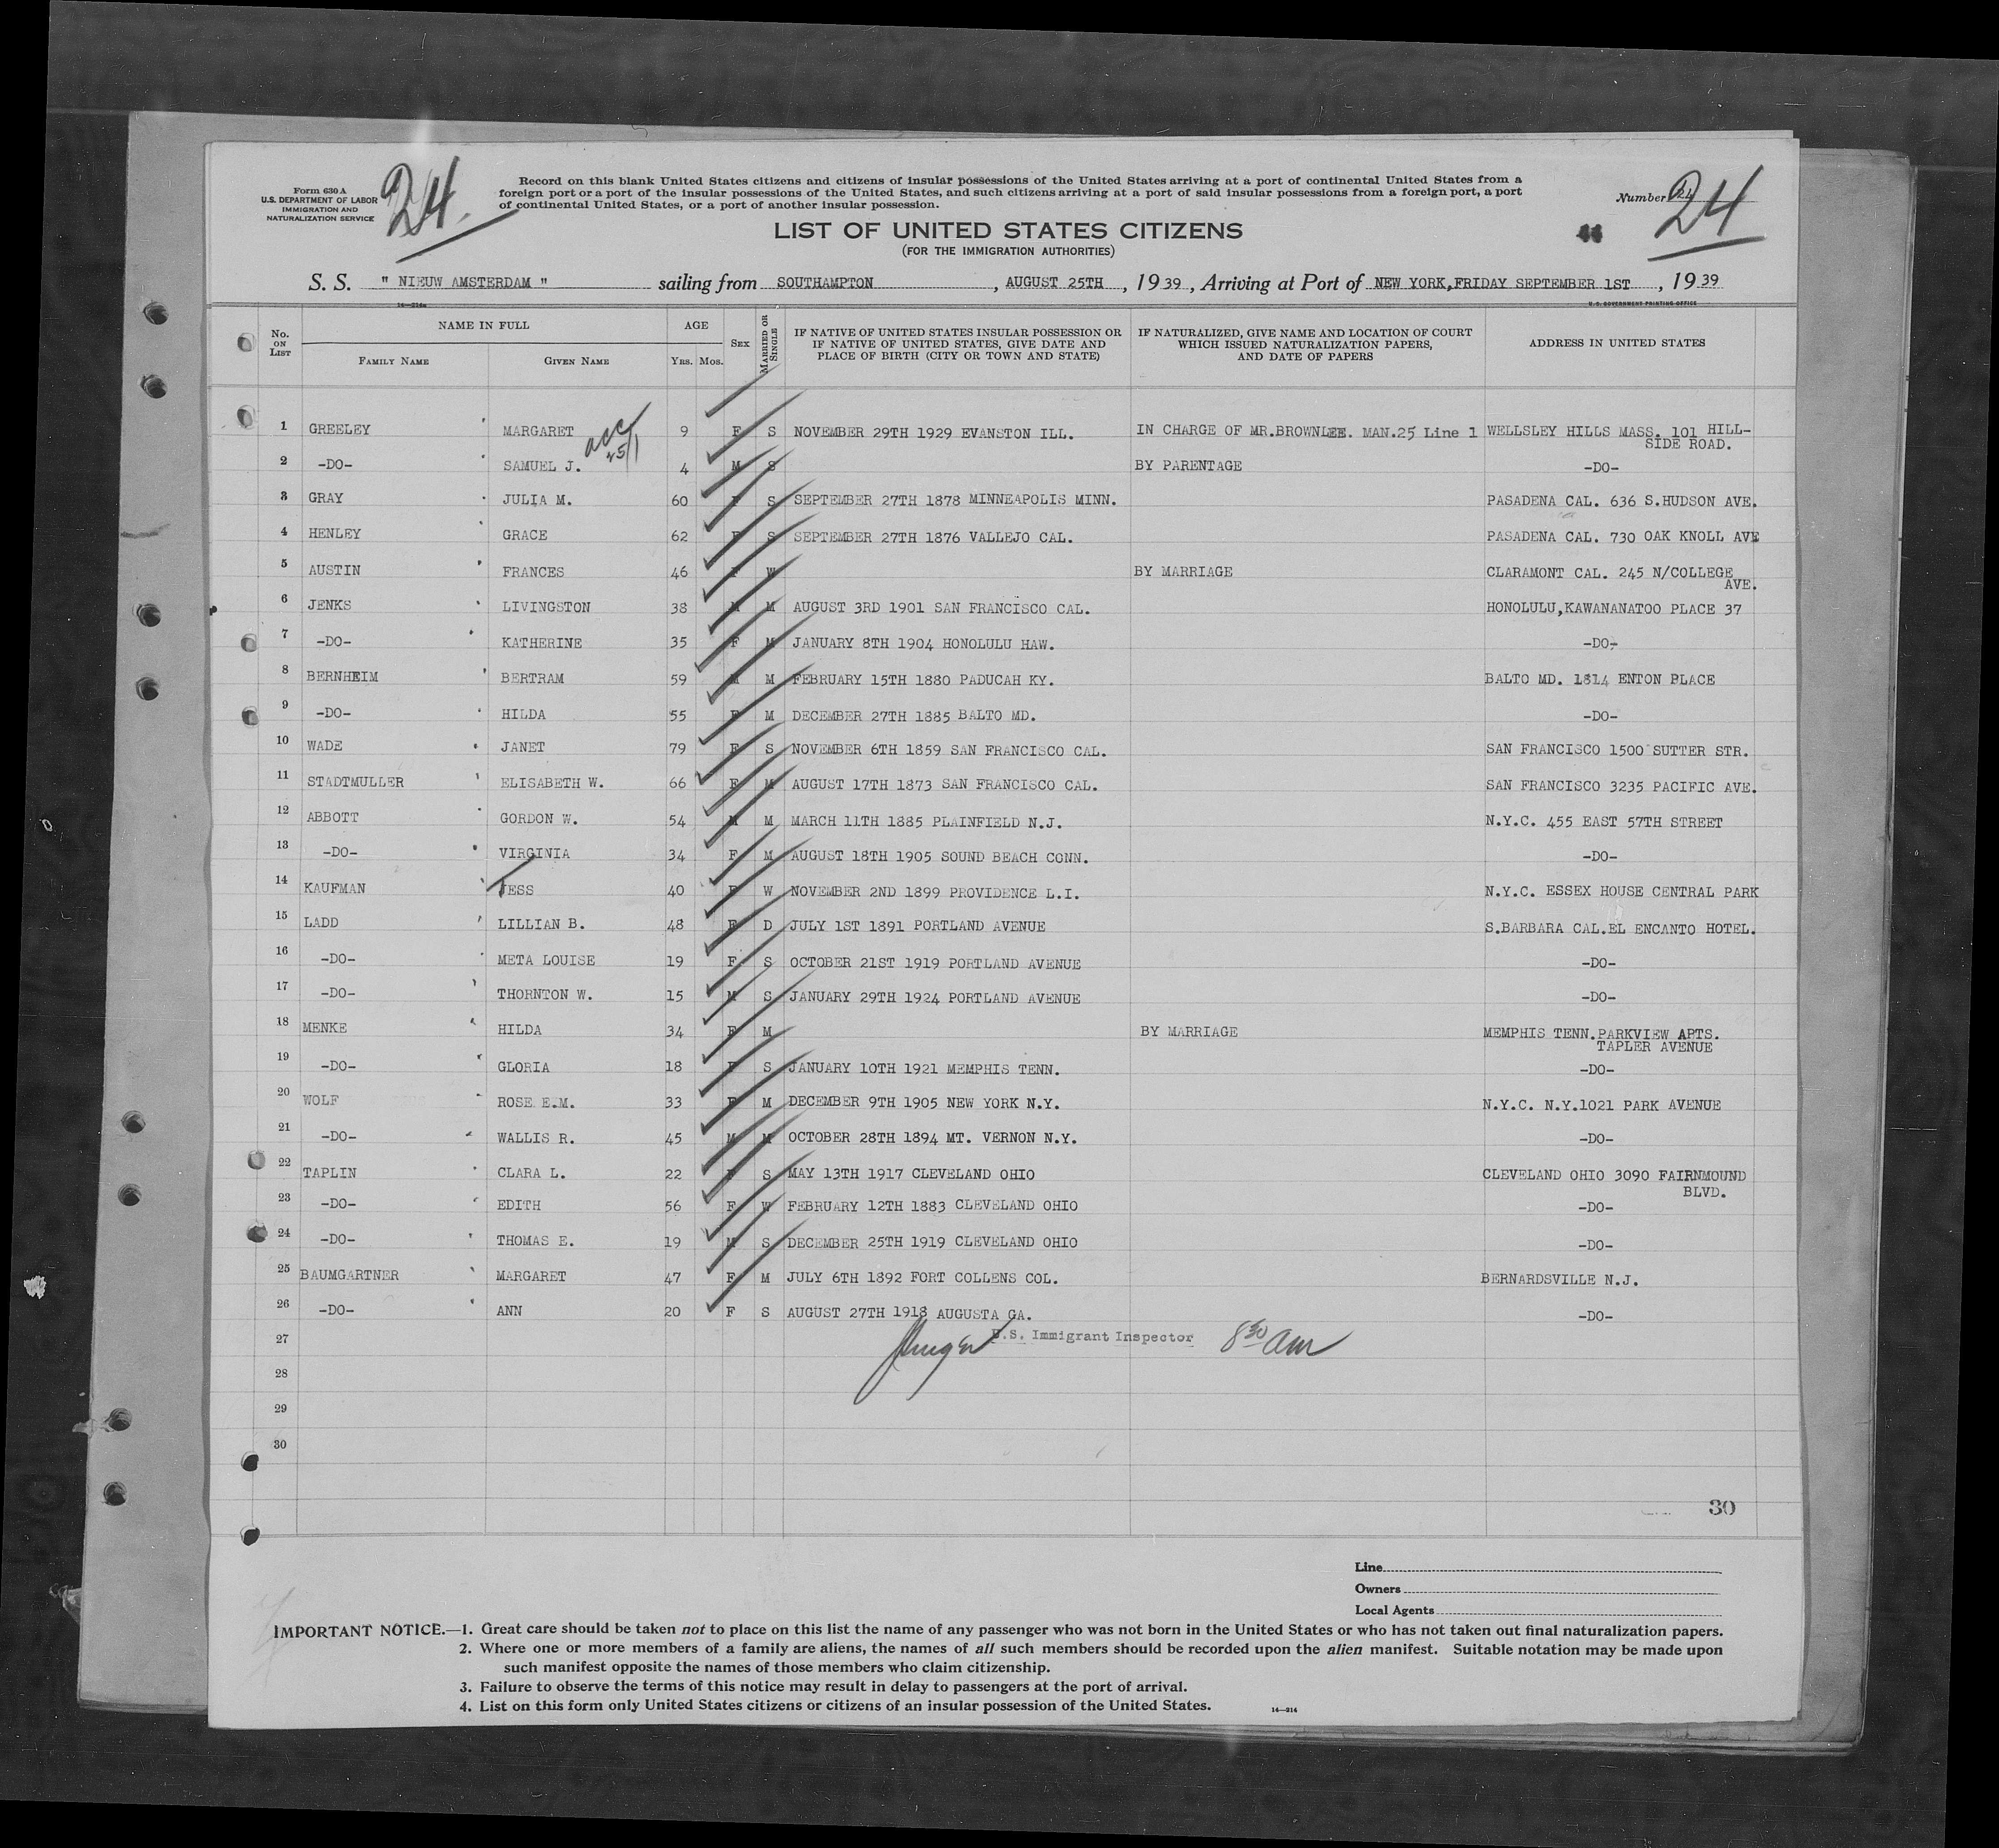 Form 630 A
U.S. DEPARTMENT OF LABOR
IMMIGRATION AND
NATURALIZATION SERVICE
24
Record on this blank United States citizens and citizens of insular possessions of the United States arriving at a port of continental United States from a
foreign port or a port of the insular possessions of the United States, and such citizens arriving at a port of said insular possessions from a foreign port, a port
of continental United States, or a port of another insular possession.
Number 24
LIST OF UNITED STATES CITIZENS
(FOR THE IMMIGRATION AUTHORITIES)
S. S. " NIEUW AMSTERDAM " sailing from SOUTHAMPTON , AUGUST 25TH , 1939 , Arriving at Port of NEW YORK,FRIDAY SEPTEMBER 1ST , 1939
14—214a U.S. GOVERNMENT PRINTING OFFICE
No. ON LIST NAME IN FULL AGE SEX MARRIED OR SINGLE IF NATIVE OF UNITED STATES INSULAR POSSESSION OR IF NATIVE OF UNITED STATES, GIVE DATE AND PLACE OF BIRTH (CITY OR TOWN AND STATE) IF NATURALIZED, GIVE NAME AND LOCATION OF COURT WHICH ISSUED NATURALIZATION PAPERS, AND DATE OF PAPERS ADDRESS IN UNITED STATES
FAMILY NAME GIVEN NAME YRS. MOS.
1 GREELEY MARGARET acc 25/1 9 F S NOVEMBER 29TH 1929 EVANSTON ILL. IN CHARGE OF MR.BROWNLEE. MAN.25 Line 1 WELLSLEY HILLS MASS. 101 HILL-
SIDE ROAD.
2 -DO- SAMUEL J. 4 M S BY PARENTAGE -DO-
3 GRAY JULIA M. 60 F S SEPTEMBER 27TH 1878 MINNEAPOLIS MINN. PASADENA CAL. 636 S.HUDSON AVE.
4 HENLEY GRACE 62 F S SEPTEMBER 27TH 1876 VALLEJO CAL. PASADENA CAL. 730 OAK KNOLL AVE
5 AUSTIN FRANCES 46 F W BY MARRIAGE CLARAMONT CAL. 245 N/COLLEGE
AVE.
6 JENKS LIVINGSTON 38 M M AUGUST 3RD 1901 SAN FRANCISCO CAL. HONOLULU,KAWANANATOO PLACE 37
7 -DO- KATHERINE 35 F M JANUARY 8TH 1904 HONOLULU HAW. -DO-
8 BERNHEIM BERTRAM 59 M M FEBRUARY 15TH 1880 PADUCAH KY. BALTO MD. 1814 ENTON PLACE
9 -DO- HILDA 55 F M DECEMBER 27TH 1885 BALTO MD. -DO-
10 WADE JANET 79 F S NOVEMBER 6TH 1859 SAN FRANCISCO CAL. SAN FRANCISCO 1500 SUTTER STR.
11 STADTMULLER ELISABETH W. 66 F M AUGUST 17TH 1873 SAN FRANCISCO CAL. SAN FRANCISCO 3235 PACIFIC AVE.
12 ABBOTT GORDON W. 54 M M MARCH 11TH 1885 PLAINFIELD N.J. N.Y.C. 455 EAST 57TH STREET
13 -DO- VIRGINIA 34 F M AUGUST 18TH 1905 SOUND BEACH CONN. -DO-
14 KAUFMAN TESS 40 F W NOVEMBER 2ND 1899 PROVIDENCE L.I. N.Y.C. ESSEX HOUSE CENTRAL PARK
15 LADD LILLIAN B. 48 F D JULY 1ST 1891 PORTLAND AVENUE S.BARBARA CAL.EL ENCANTO HOTEL.
16 -DO- META LOUISE 19 F S OCTOBER 21ST 1919 PORTLAND AVENUE -DO-
17 -DO- THORNTON W. 15 M S JANUARY 29TH 1924 PORTLAND AVENUE -DO-
18 MENKE HILDA 34 F M BY MARRIAGE MEMPHIS TENN.PARKVIEW APTS.
TAPLER AVENUE
19 -DO- GLORIA 18 F S JANUARY 10TH 1921 MEMPHIS TENN. -DO-
20 WOLF ROSE E.M. 33 F M DECEMBER 9TH 1905 NEW YORK N.Y. N.Y.C. N.Y.1021 PARK AVENUE
21 -DO- WALLIS R. 45 M M OCTOBER 28TH 1894 MT. VERNON N.Y. -DO-
22 TAPLIN CLARA L. 22 F S MAY 13TH 1917 CLEVELAND OHIO CLEVELAND OHIO 3090 FAIRNMOUND
BLVD.
23 -DO- EDITH 56 F W FEBRUARY 12TH 1883 CLEVELAND OHIO -DO-
24 -DO- THOMAS E. 19 M S DECEMBER 25TH 1919 CLEVELAND OHIO -DO-
25 BAUMGARTNER MARGARET 47 F M JULY 6TH 1892 FORT COLLENS COL. BERNARDSVILLE N.J.
26 -DO- ANN 20 F S AUGUST 27TH 1918 AUGUSTA GA. -DO-
27 U.S. Immigrant Inspector 8 30 am
28
29
30
30
Line
Owners
Local Agents
IMPORTANT NOTICE.—1. Great care should be taken not to place on this list the name of any passenger who was not born in the United States or who has not taken out final naturalization papers.
2. Where one or more members of a family are aliens, the names of all such members should be recorded upon the alien manifest. Suitable notation may be made upon
such manifest opposite the names of those members who claim citizenship.
3. Failure to observe the terms of this notice may result in delay to passengers at the port of arrival.
4. List on this form only United States citizens or citizens of an insular possession of the United States. 14—214